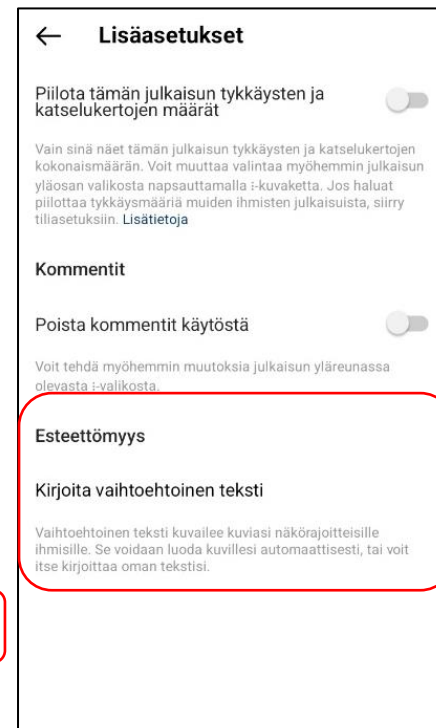 Lisäasetukset
Piilota tämän julkaisun tykkäysten ja
katselukertojen määrät
Vain sinä näet tämän julkaisun tykkäysten ja katselukertojen
kokonaismäärän. Voit muuttaa valintaa myöhemmin julkaisun
yläosan valikosta napsauttamalla ⁝-kuvaketta. Jos haluat
piilottaa tykkäysmääriä muiden ihmisten julkaisuista, siirry
tiliasetuksiin. Lisätietoja
Kommentit
Poista kommentit käytöstä
Voit tehdä myöhemmin muutoksia julkaisun yläreunassa
olevasta ⁝-valikosta.
Esteettömyys
Kirjoita vaihtoehtoinen teksti
Vaihtoehtoinen teksti kuvailee kuviasi näkörajoitteisille
ihmisille. Se voidaan luoda kuvillesi automaattisesti, tai voit
itse kirjoittaa oman tekstisi.